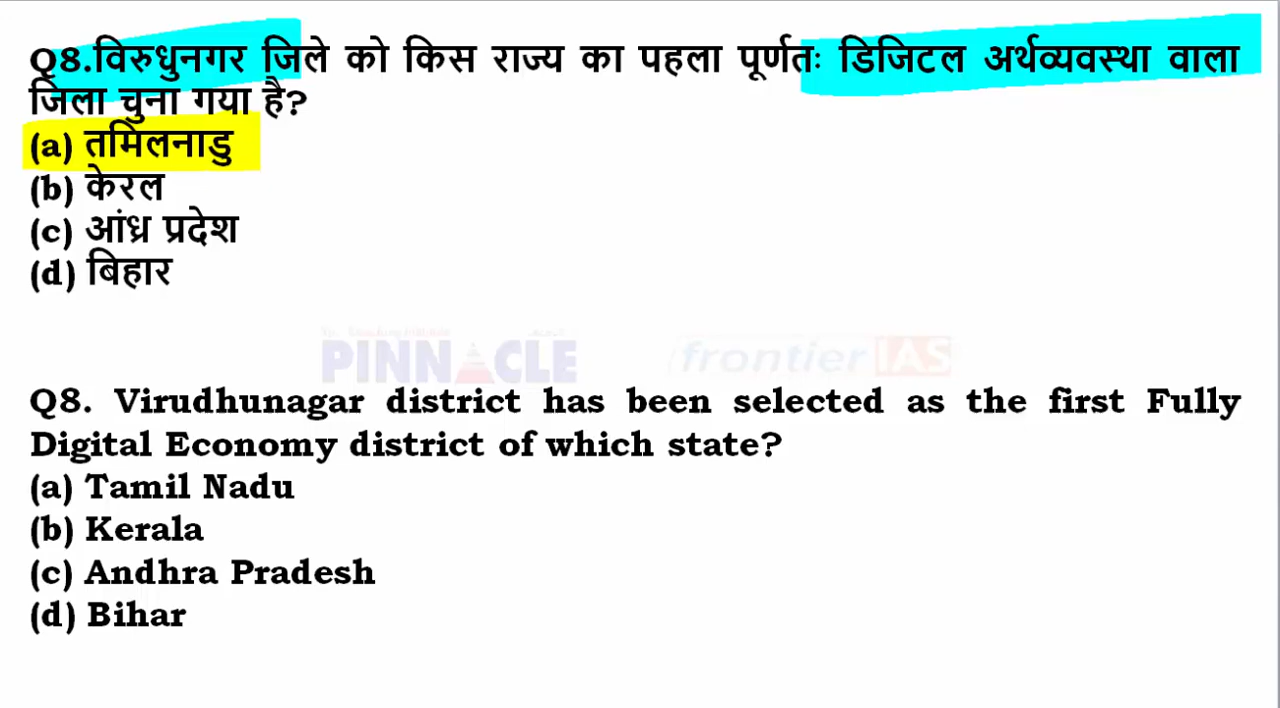 Q8.विरुधुनगर जिले को किस राज्य का पहला पूर्णतः डिजिटल अर्थव्यवस्था वाला
जिला चुना गया है?
(a) तमिलनाडु
(b) केरल
(c) आंध्र प्रदेश
(d) बिहार
PINNACLE frontier IAS
Q8. Virudhunagar district has been selected as the first Fully
Digital Economy district of which state?
(a) Tamil Nadu
(b) Kerala
(c) Andhra Pradesh
(d) Bihar